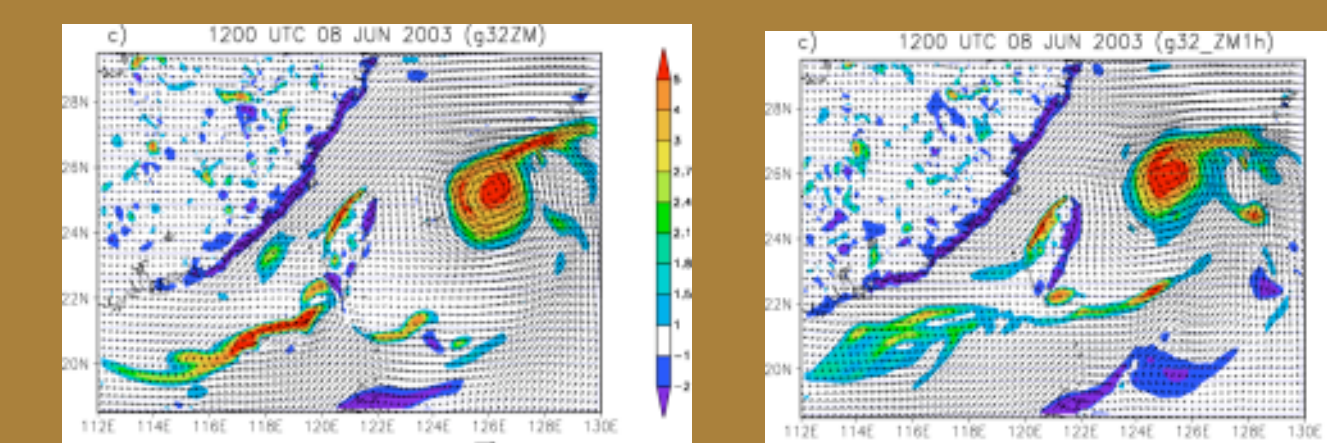 c) 1200 UTC 08 JUN 2003 (g32ZM)
28N
26N
24N
22N
20N
112E 114E 116E 118E 120E 122E 124E 126E 128E 130E
5
4
3
2.7
2.4
2.1
1.8
1.5
1
-1
-2
c) 1200 UTC 08 JUN 2003 (g32_ZM1h)
28N
26N
24N
22N
20N
112E 114E 116E 118E 120E 122E 124E 126E 128E 130E